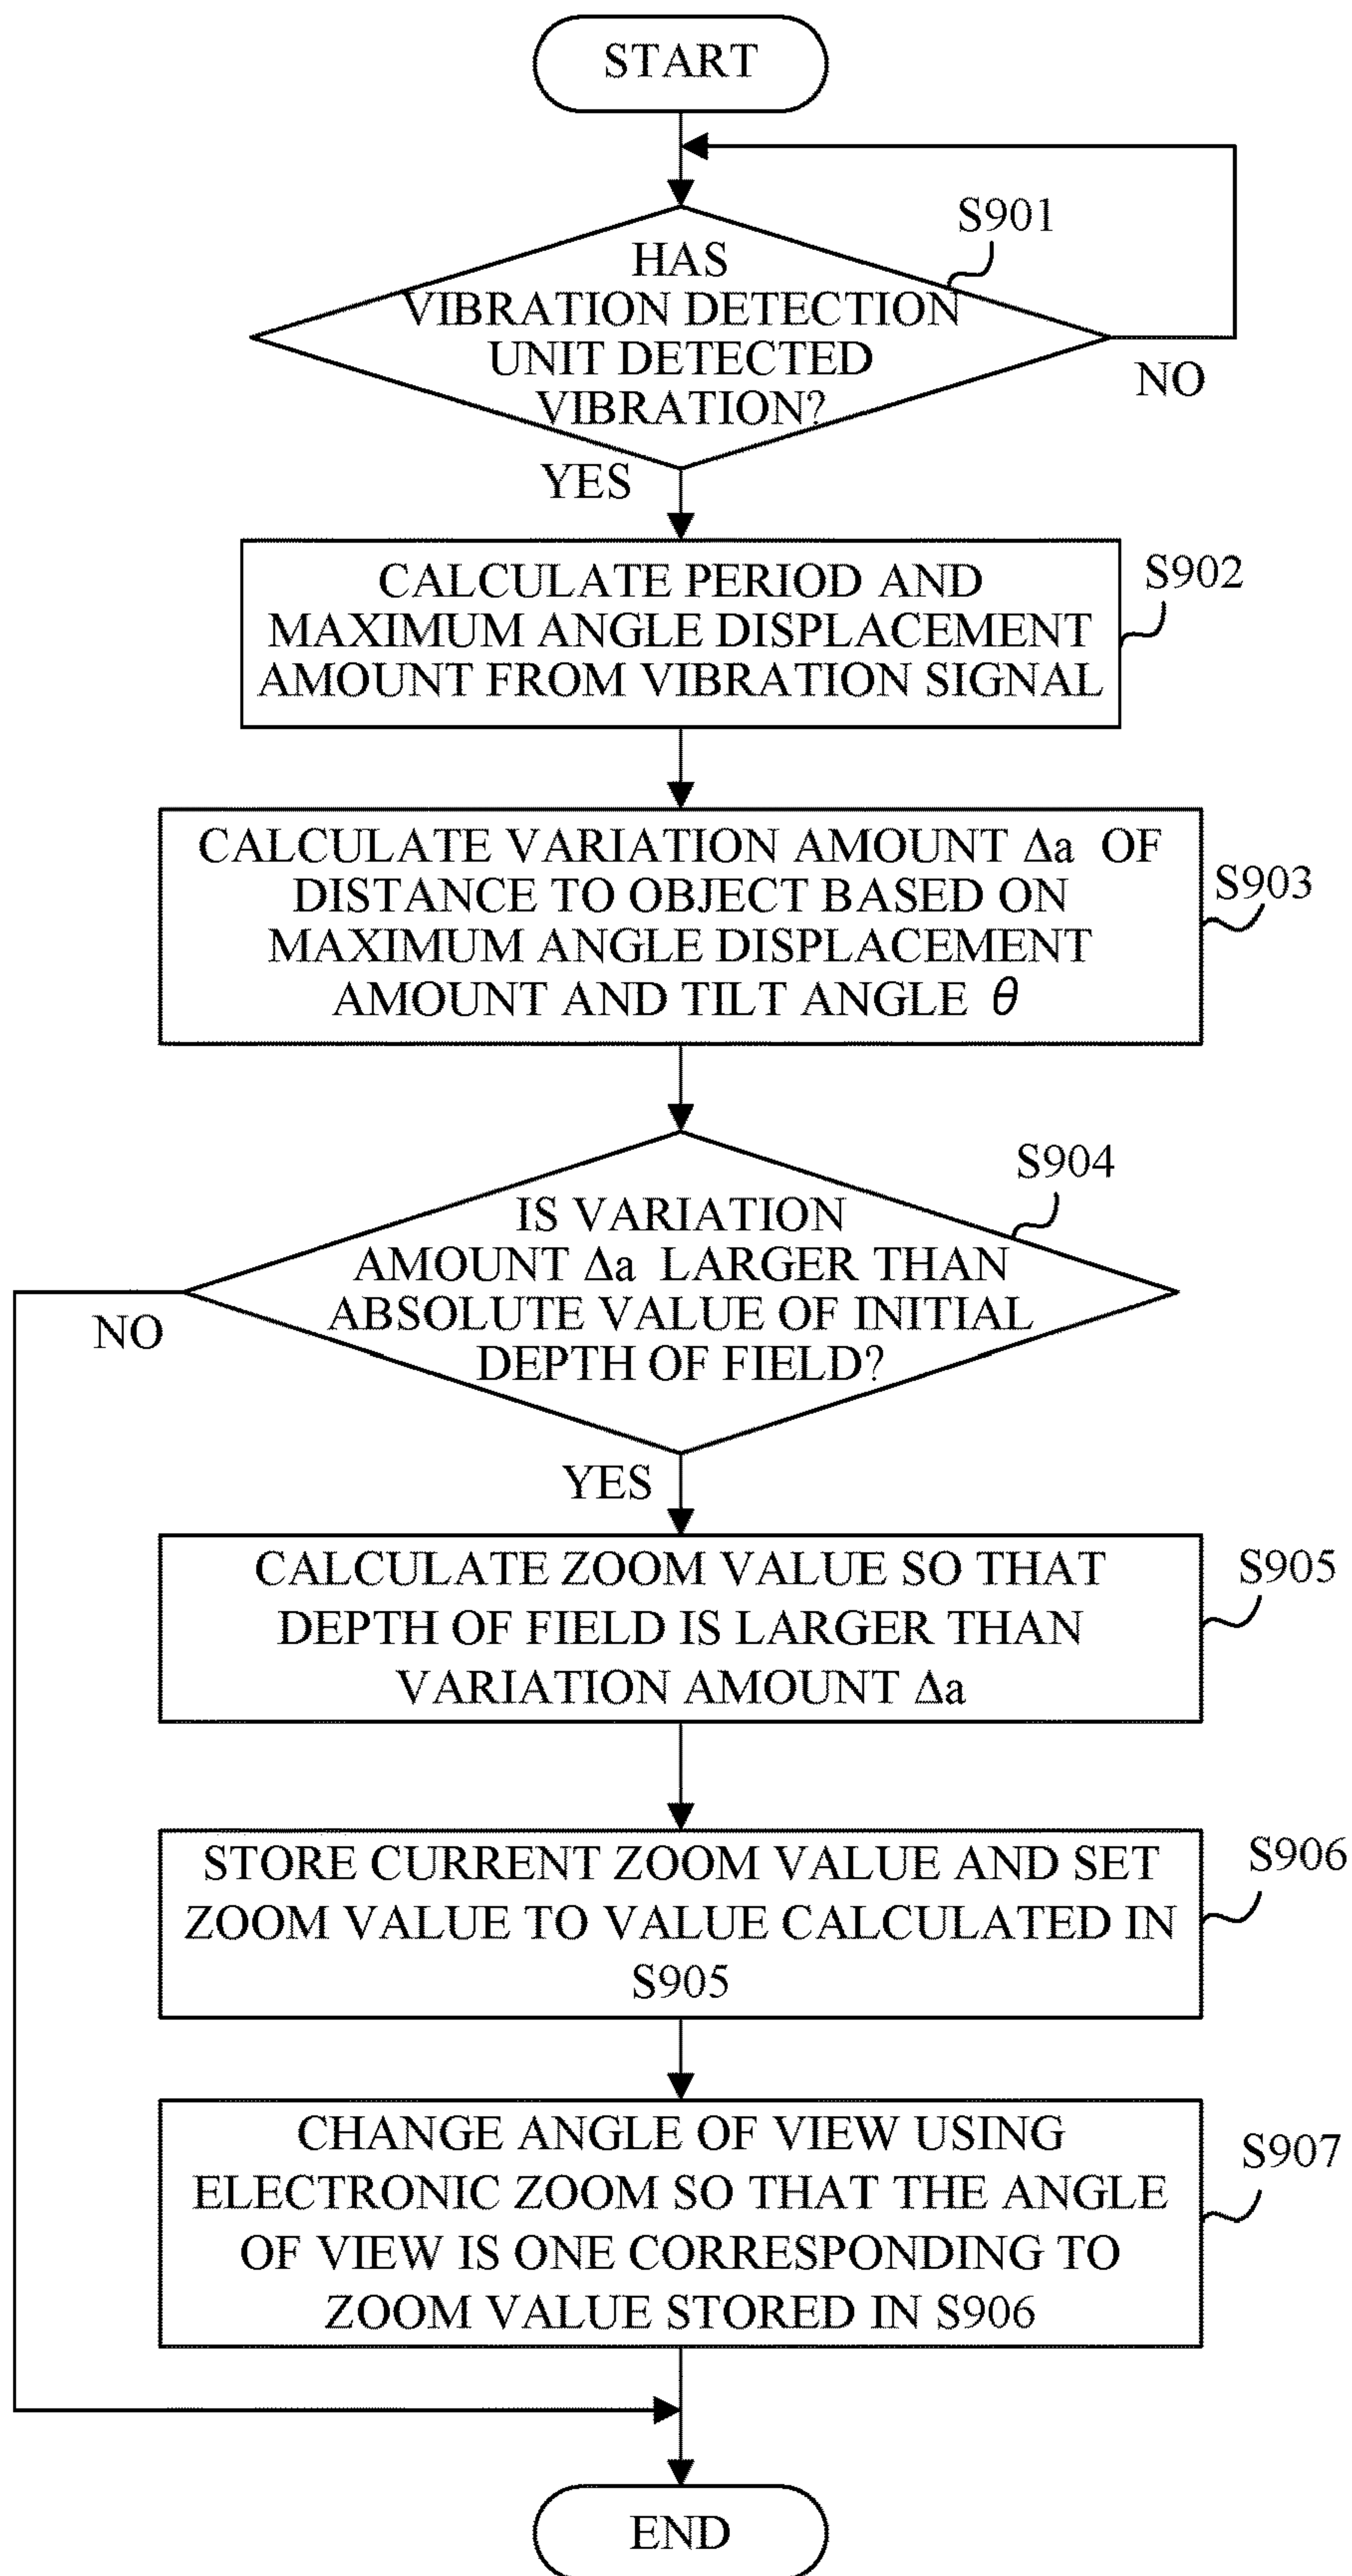 START
S901
HAS
VIBRATION DETECTION
UNIT DETECTED
VIBRATION?
NO
YES
S902
CALCULATE PERIOD AND
MAXIMUM ANGLE DISPLACEMENT
AMOUNT FROM VIBRATION SIGNAL
CALCULATE VARIATION AMOUNT Δa OF
DISTANCE TO OBJECT BASED ON
MAXIMUM ANGLE DISPLACEMENT
AMOUNT AND TILT ANGLE θ
S903
S904
IS VARIATION
AMOUNT Δa LARGER THAN
ABSOLUTE VALUE OF INITIAL
DEPTH OF FIELD?
NO
YES
CALCULATE ZOOM VALUE SO THAT
DEPTH OF FIELD IS LARGER THAN
VARIATION AMOUNT Δa
S905
STORE CURRENT ZOOM VALUE AND SET
ZOOM VALUE TO VALUE CALCULATED IN
S905
S906
CHANGE ANGLE OF VIEW USING
ELECTRONIC ZOOM SO THAT THE ANGLE
OF VIEW IS ONE CORRESPONDING TO
ZOOM VALUE STORED IN S906
S907
END